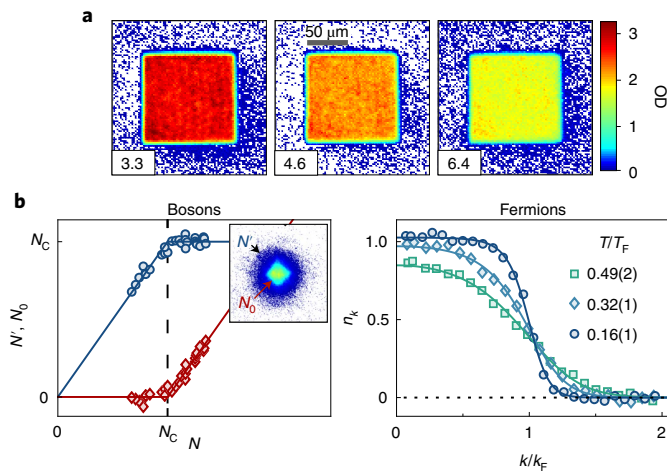 a
50 μm
3.3
4.6
6.4
3
2
1
0
OD
b
Bosons
N_C
0
N′, N_0
N′
N_0
0
N_C
N
Fermions
1.0
0.5
0
n_k
T/T_F
0.49(2)
0.32(1)
0.16(1)
0
1
2
k/k_F